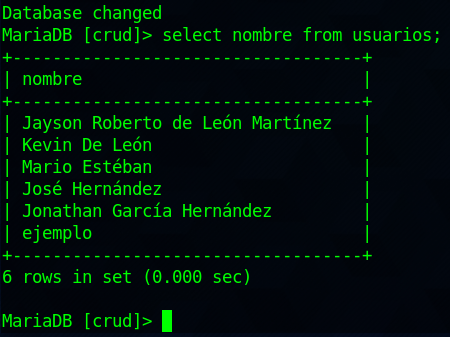 Database changed
MariaDB [crud]> select nombre from usuarios;
+-----------------------------------+
| nombre                            |
+-----------------------------------+
| Jayson Roberto de León Martínez   |
| Kevin De León                     |
| Mario Estéban                     |
| José Hernández                    |
| Jonathan García Hernández         |
| ejemplo                           |
+-----------------------------------+
6 rows in set (0.000 sec)
MariaDB [crud]>